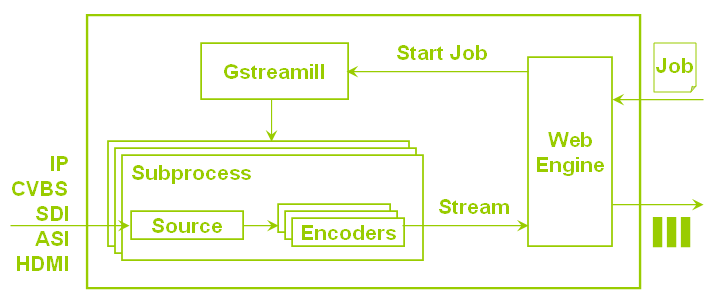 Start Job
Gstreamill
Job
Web
Engine
IP
CVBS
SDI
ASI
HDMI
Subprocess
Source
Encoders
Stream